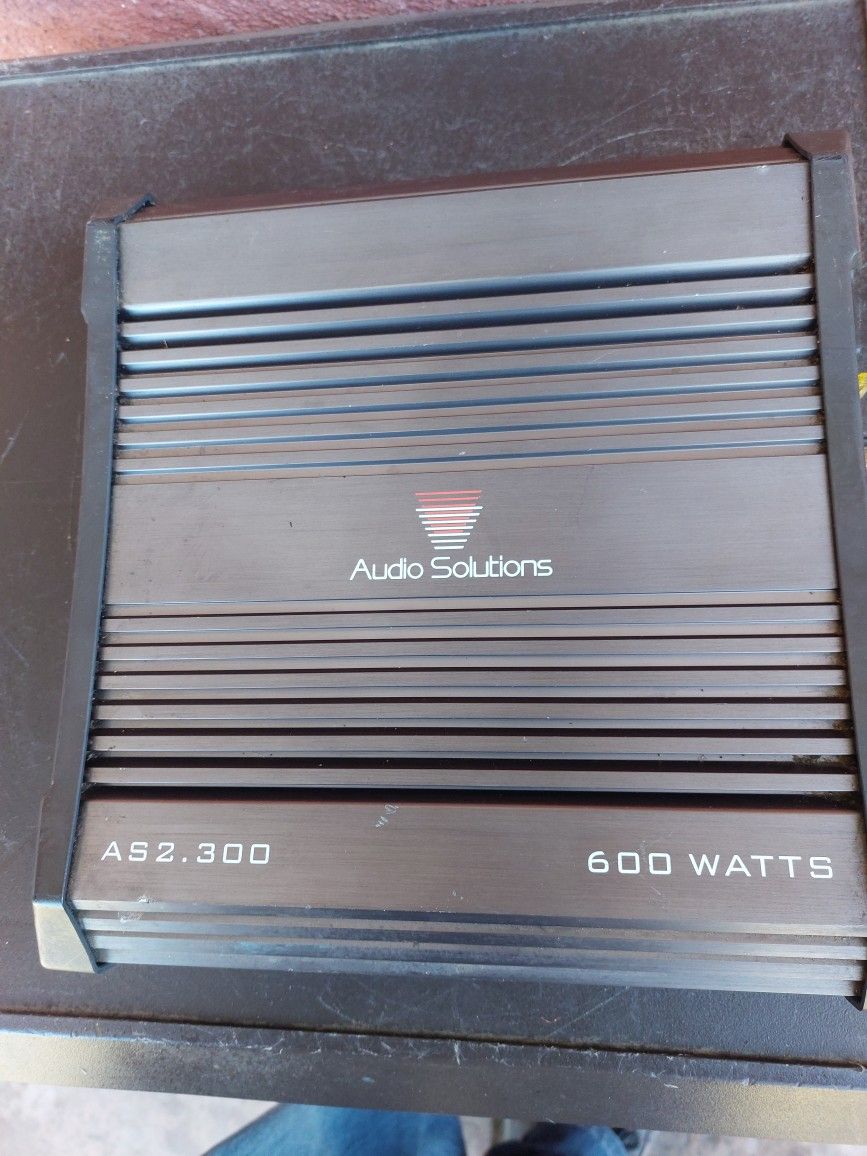 Audio Solutions
AS2.300
600 WATTS